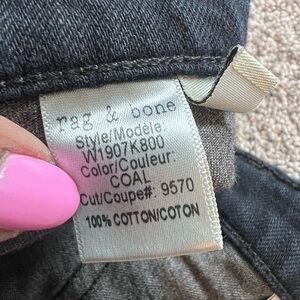 rag & bone
Style/Modele
W1907K800
Color/Couleur:
COAL
Cut/Coupe#: 9570
100% COTTON/COTON